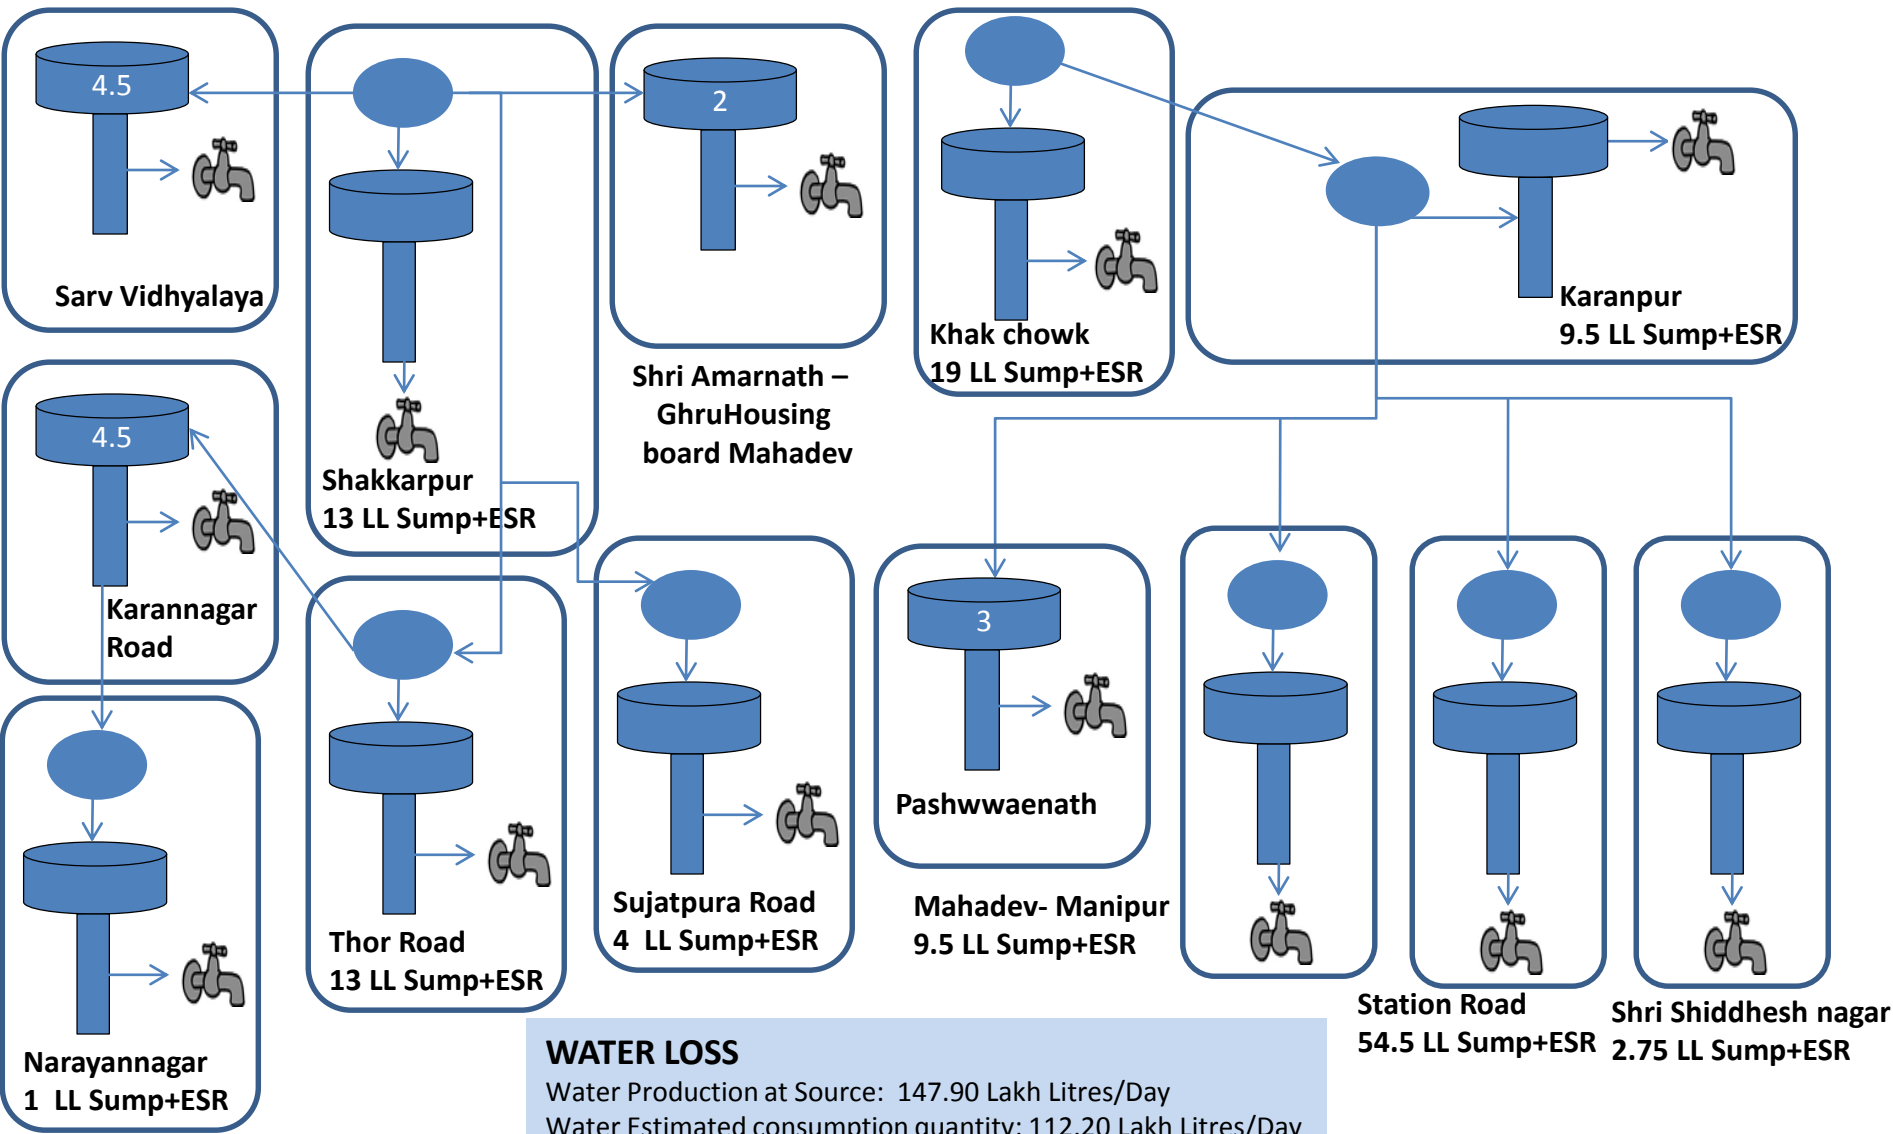 4.5
Sarv Vidhyalaya
Shakkarpur
13 LL Sump+ESR
2
Shri Amarnath –
GhruHousing
board Mahadev
Khak chowk
19 LL Sump+ESR
Karanpur
9.5 LL Sump+ESR
4.5
Karannagar
Road
Narayannagar
1 LL Sump+ESR
Thor Road
13 LL Sump+ESR
Sujatpura Road
4 LL Sump+ESR
3
Pashwwaenath
Mahadev- Manipur
9.5 LL Sump+ESR
Station Road
54.5 LL Sump+ESR
Shri Shiddhesh nagar
2.75 LL Sump+ESR
WATER LOSS
Water Production at Source: 147.90 Lakh Litres/Day
Water Estimated consumption quantity: 112.20 Lakh Litres/Day